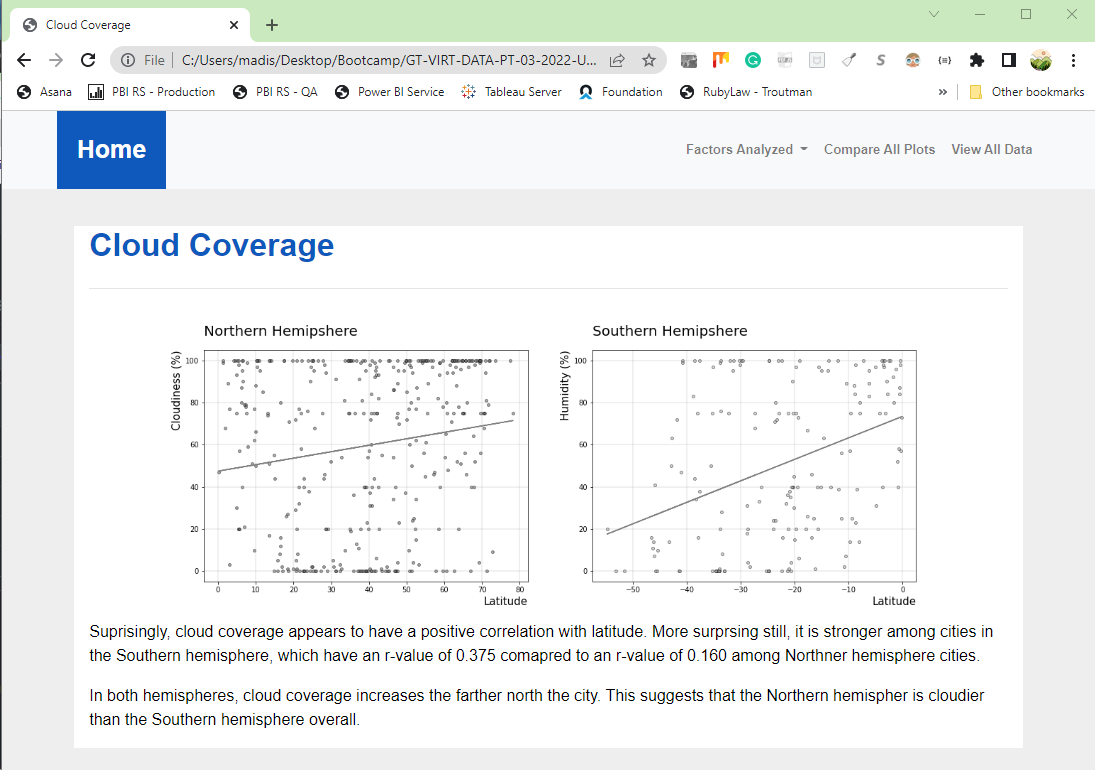 Cloud Coverage
File
C:/Users/madis/Desktop/Bootcamp/GT-VIRT-DATA-PT-03-2022-U...
Asana PBI RS - Production PBI RS - QA Power BI Service Tableau Server Foundation RubyLaw - Troutman » Other bookmarks
Home Factors Analyzed Compare All Plots View All Data
Cloud Coverage
Northern Hemipshere
Cloudiness (%)
100
80
60
40
20
0
0 10 20 30 40 50 60 70 80
Latitude
Southern Hemipshere
Humidity (%)
100
80
60
40
20
0
−50 −40 −30 −20 −10 0
Latitude
Suprisingly, cloud coverage appears to have a positive correlation with latitude. More surprsing still, it is stronger among cities in
the Southern hemisphere, which have an r-value of 0.375 comapred to an r-value of 0.160 among Northner hemisphere cities.
In both hemispheres, cloud coverage increases the farther north the city. This suggests that the Northern hemispher is cloudier
than the Southern hemisphere overall.